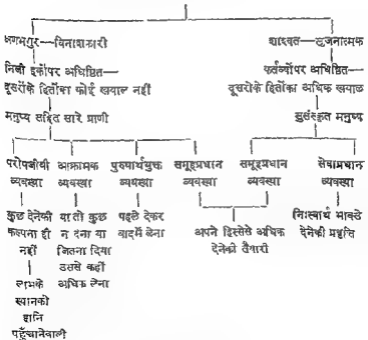 क्षणभंगुर—विनाशकारी
शाश्वत—सृजनात्मक
निजी हकोंपर अधिष्ठित—
दूसरोंके हितोंका कोई खयाल नहीं
कर्तव्योंपर अधिष्ठित—
दूसरोंके हितोंका अधिक खयाल
मनुष्य सहित सारे प्राणी
सुसंस्कृत मनुष्य
परोपजीवी
व्यवस्था
आक्रामक
व्यवस्था
पुरुषार्थयुक्त
व्यवस्था
समूहप्रधान
व्यवस्था
समूहप्रधान
व्यवस्था
सेवाप्रधान
व्यवस्था
कुछ देनेकी
कल्पना ही
नहीं
लाभके
स्थानको
हानि
पहुँचानेवाली
या तो कुछ
न देना या
जितना दिया
उससे कहीं
अधिक लेना
पहले देकर
बादमें लेना
अपने हिस्सेसे अधिक
देनेकी तैयारी
निःस्वार्थ भावसे
देनेकी प्रवृत्ति